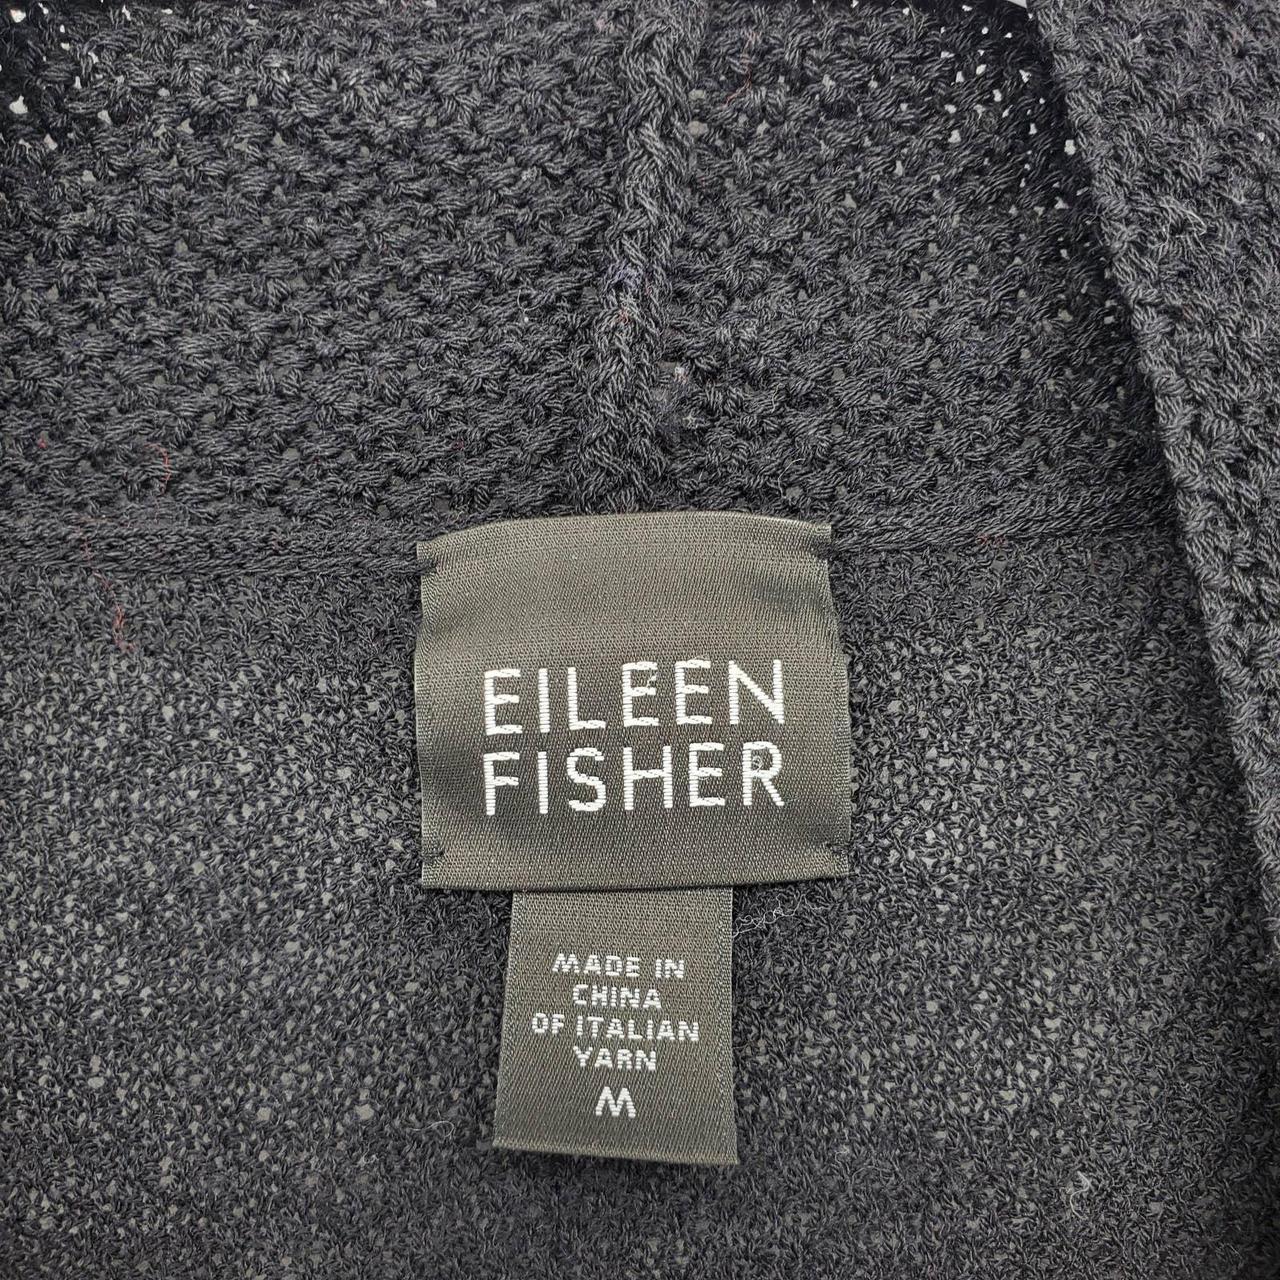 EILEEN
FISHER
MADE IN
CHINA
OF ITALIAN
YARN
M